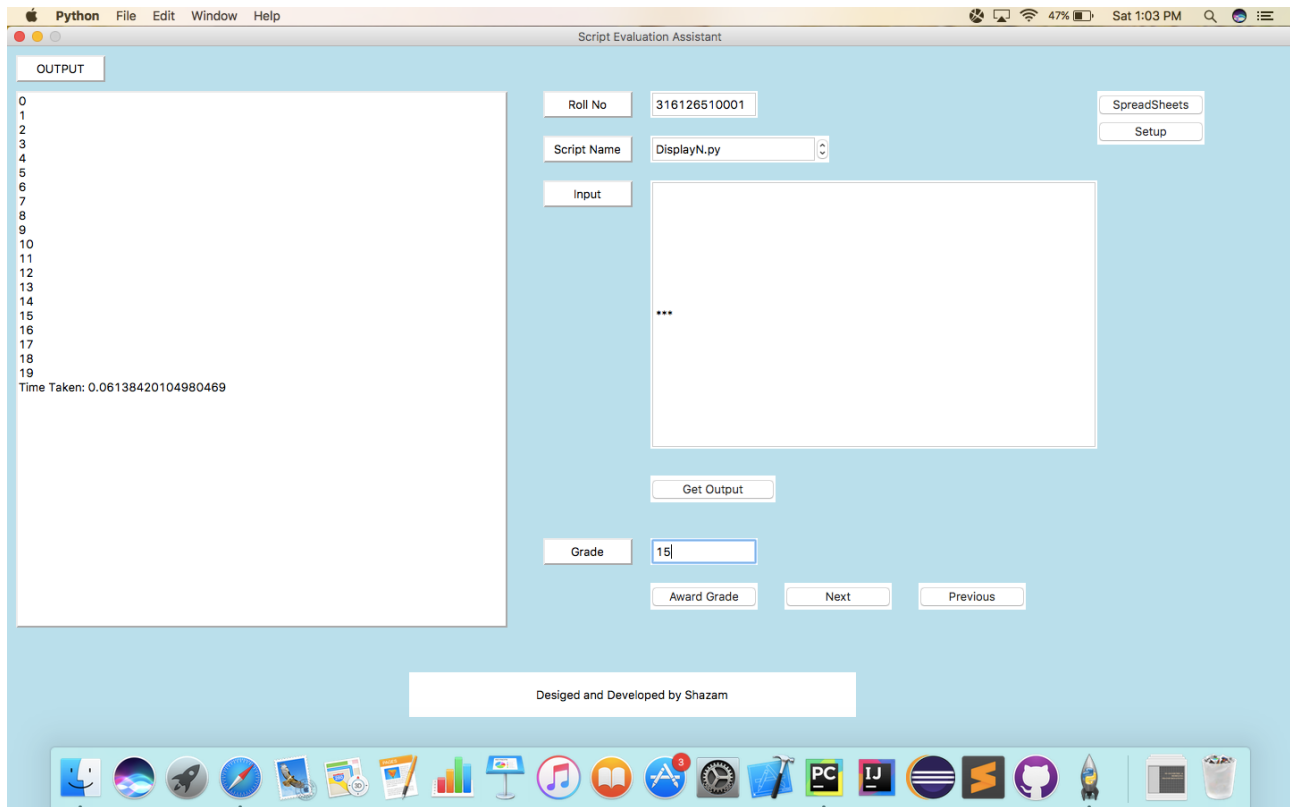 Python File Edit Window Help 47% Sat 1:03 PM
Script Evaluation Assistant
OUTPUT
0
1
2
3
4
5
6
7
8
9
10
11
12
13
14
15
16
17
18
19
Time Taken: 0.06138420104980469
Roll No 316126510001
Script Name DisplayN.py
Input
***
Get Output
Grade 15
Award Grade Next Previous
SpreadSheets
Setup
Desiged and Developed by Shazam
3
PC IJ S